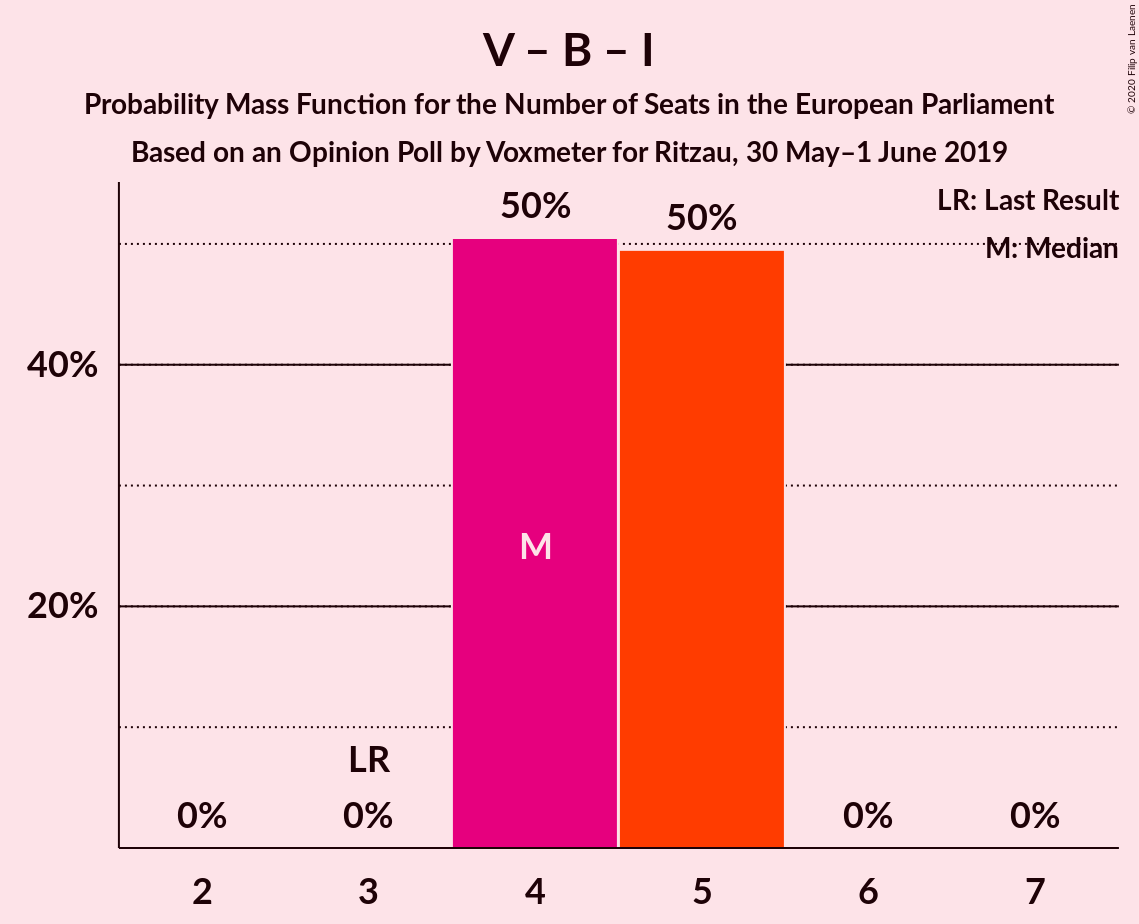 V – B – I
Probability Mass Function for the Number of Seats in the European Parliament
Based on an Opinion Poll by Voxmeter for Ritzau, 30 May–1 June 2019
© 2020 Filip van Laenen
LR: Last Result
M: Median
50%
50%
40%
20%
M
LR
0%
0%
0%
0%
2
3
4
5
6
7